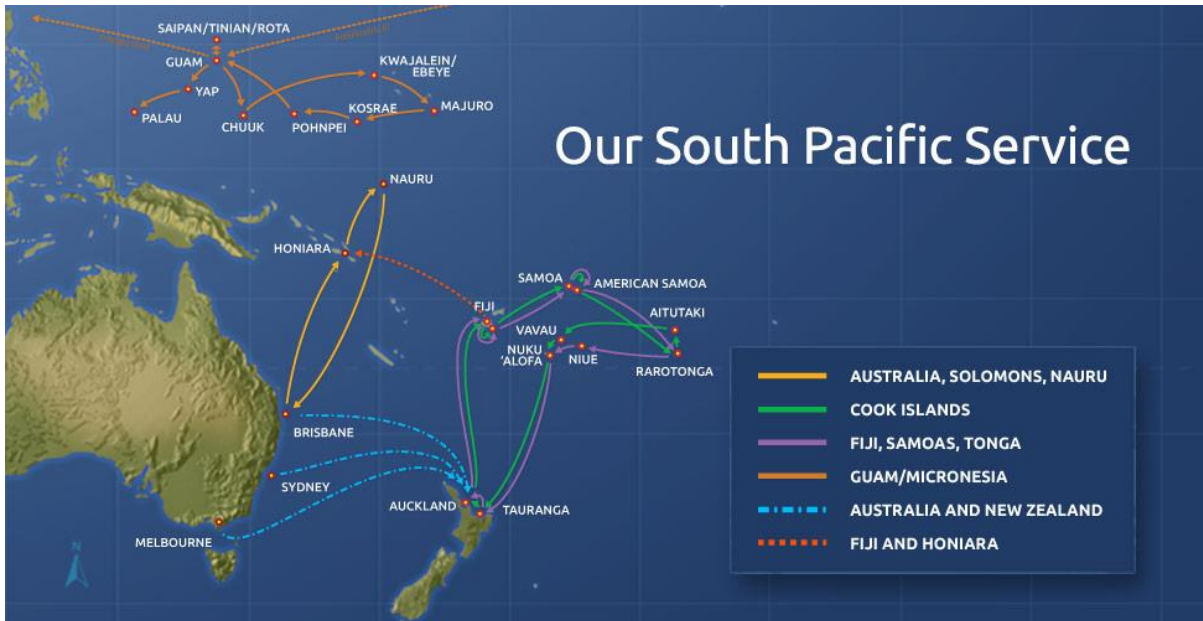 SAIPAN/TINIAN/ROTA
GUAM
YAP
PALAU
CHUUK
POHNPEI
KOSRAE
KWAJALEIN/
EBEYE
MAJURO
Our South Pacific Service
NAURU
HONIARA
SAMOA
AMERICAN SAMOA
FIJI
AITUTAKI
VAVAU
NUKU
'ALOFA
NIUE
RAROTONGA
BRISBANE
SYDNEY
MELBOURNE
AUCKLAND
TAURANGA
AUSTRALIA, SOLOMONS, NAURU
COOK ISLANDS
FIJI, SAMOAS, TONGA
GUAM/MICRONESIA
AUSTRALIA AND NEW ZEALAND
FIJI AND HONIARA
N